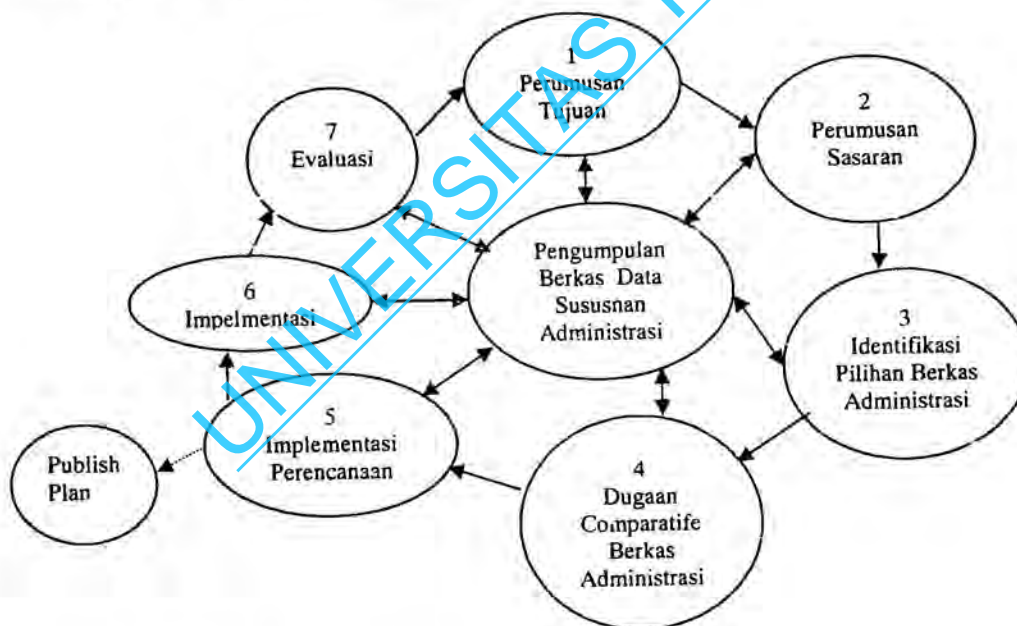 1
Perumusan
Tujuan
2
Perumusan
Sasaran
7
Evaluasi
Pengumpulan
Berkas Data
Sususnan
Administrasi
6
Impelmentasi
3
Identifikasi
Pilihan Berkas
Administrasi
5
Implementasi
Perencanaan
Publish
Plan
4
Dugaan
Comparatife
Berkas
Administrasi
UNIVERSITAS